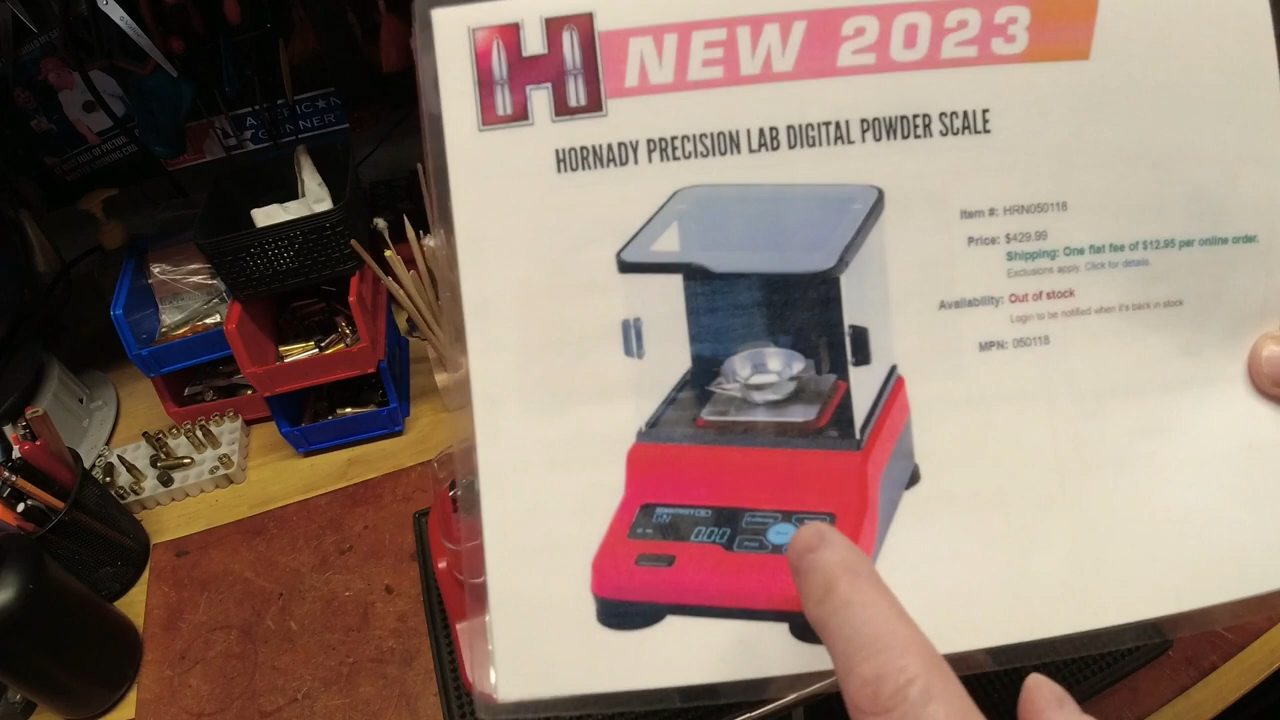 H NEW 2023
HORNADY PRECISION LAB DIGITAL POWDER SCALE
Item #: HRN050118
Price: $429.99
Shipping: One flat fee of $12.95 per online order.
Exclusions apply. Click for details.
Availability: Out of stock
Login to be notified when it's back in stock
MPN: 050118
0.00
AMERICAN
GUNNER